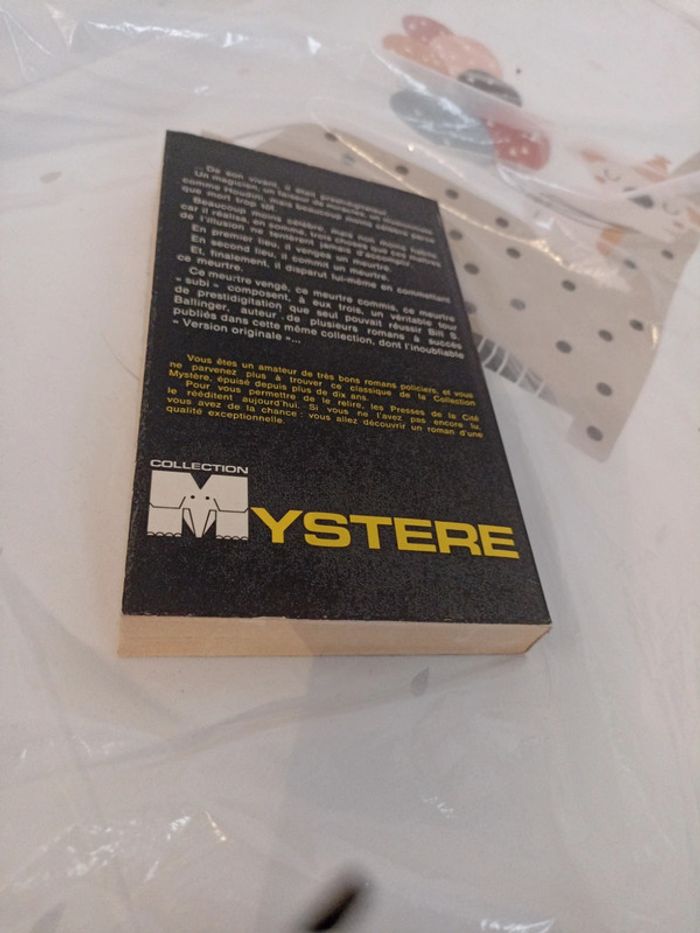 De son vivant, il était prestidigitateur.
Un magicien, un faiseur de miracles, un illusionniste
comme Houdini, mais beaucoup moins célèbre parce
que mort trop tôt.
Beaucoup moins célèbre, mais non moins
car il réalisa, en somme, trois choses que ces maîtres
de l'illusion ne tentèrent jamais d'accomplir.
En premier lieu, il vengea un meurtre.
En second lieu, il commit un meurtre.
Et, finalement, il disparut lui-même en commettant
ce meurtre.
Ce meurtre vengé, ce meurtre commis, ce meurtre
« subi » composent, à eux trois, un véritable tour
de prestidigitation que seul pouvait réussir Bill S.
Ballinger, auteur de plusieurs romans à succès
publiés dans cette même collection, dont l'inoubliable
« Version originale »...
Vous êtes un amateur de très bons romans policiers, et vous
ne parvenez plus à trouver ce classique de la Collection
Mystère, épuisé depuis plus de dix ans.
Pour vous permettre de le relire, les Presses de la Cité
le rééditent aujourd'hui. Si vous ne l'avez pas encore lu,
vous avez de la chance : vous allez découvrir un roman d'une
qualité exceptionnelle.
COLLECTION
MYSTERE